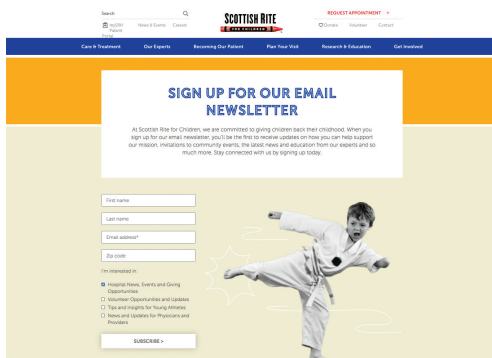 Search
SCOTTISH RITE
FOR CHILDREN
REQUEST APPOINTMENT
mySRH
Patient
Portal
News & Events
Careers
Donate
Volunteer
Contact
Care & Treatment
Our Experts
Becoming Our Patient
Plan Your Visit
Research & Education
Get Involved
SIGN UP FOR OUR EMAIL
NEWSLETTER
At Scottish Rite for Children, we are committed to giving children back their childhood. When you
sign up for our email newsletter, you'll be the first to receive updates on how you can help support
our mission, invitations to community events, the latest news and education from our experts and so
much more. Stay connected with us by signing up today.
First name
Last name
Email address*
Zip code
I'm interested in:
Hospital News, Events and Giving
Opportunities
Volunteer Opportunities and Updates
Tips and Insights for Young Athletes
News and Updates for Physicians and
Providers
SUBSCRIBE >